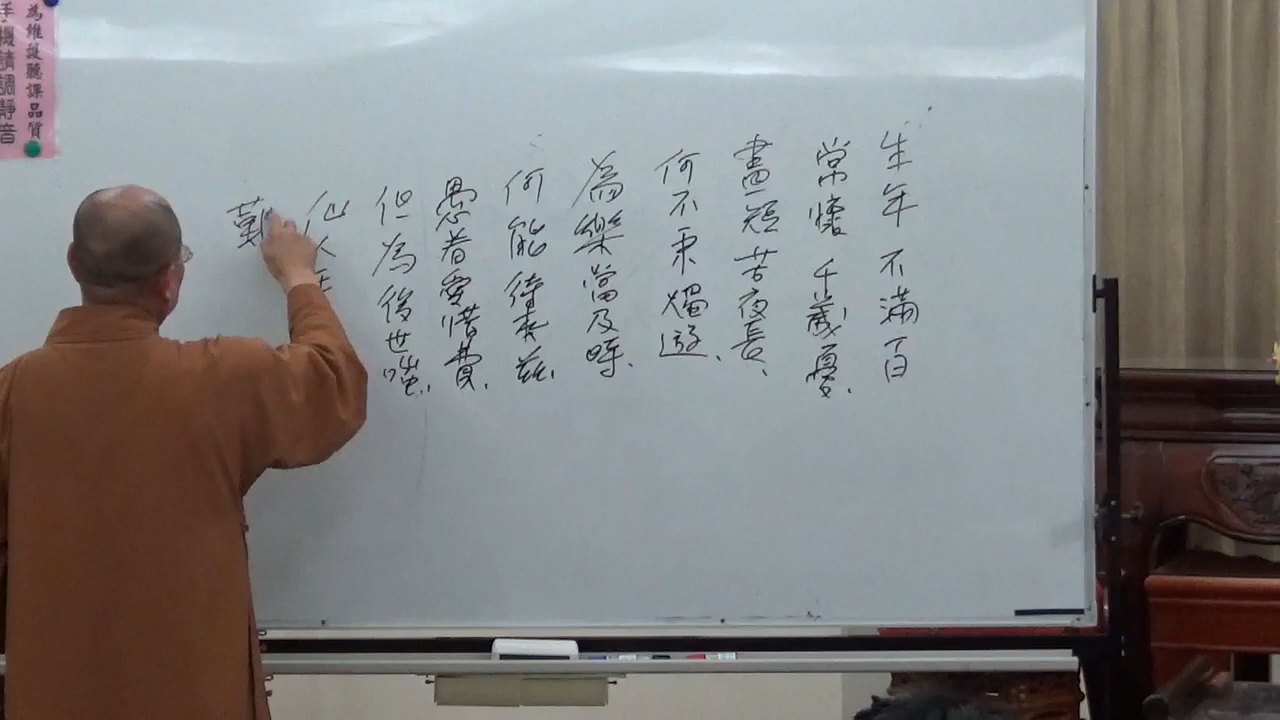 為維護聽課品質
手機請調靜音
生年不滿百
常懷千歲憂、
晝短苦夜長、
何不秉燭遊、
為樂當及時、
何能待來茲、
愚者愛惜費、
但為後世嗤、
仙人王
難